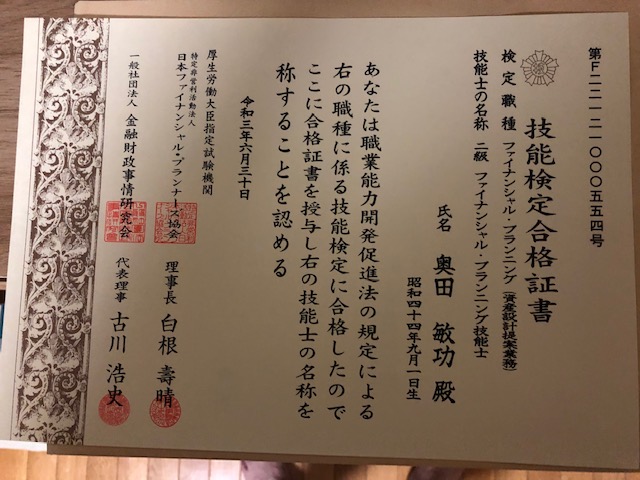 第F二二一二一〇〇〇五五四号
技能検定合格証書
検定職種 ファイナンシャル・プランニング（資産設計提案業務）
技能士の名称 二級 ファイナンシャル・プランニング技能士
氏名 奥田 敏功 殿
昭和四十四年九月一日生
あなたは職業能力開発促進法の規定による
右の職種に係る技能検定に合格したので
ここに合格証書を授与し右の技能士の名称を
称することを認める
令和三年六月三十日
厚生労働大臣指定試験機関
特定非営利活動法人
日本ファイナンシャル・プランナーズ協会
理事長 白根 壽晴
一般社団法人 金融財政事情研究会
代表理事 古川 浩史